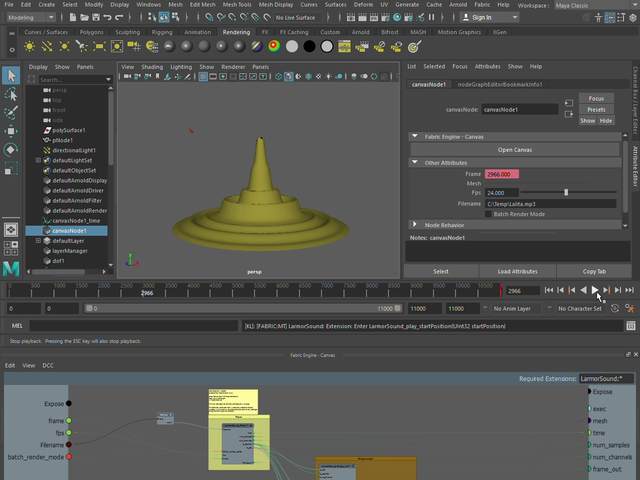 File Edit Create Select Modify Display Windows Mesh Edit Mesh Mesh Tools Mesh Display Curves Surfaces Deform UV Generate Cache Fabric Arnold Help Workspace: Maya Classic
Modeling No Live Surface Sign In
Curves / Surfaces Poly Modeling Sculpting Rigging Animation Rendering FX FX Caching Custom Arnold Bifrost MASH Motion Graphics XGen
Display Show Panels
Search...
persp
top
front
side
polySurface1
pNode1
directionalLight1
defaultLightSet
defaultObjectSet
defaultArnoldDisplay
defaultArnoldDriver
defaultArnoldFilter
defaultArnoldRender
canvasNode1_time
canvasNode1
defaultLayer
layerManager
dof1
View Shading Lighting Show Renderer Panels
persp
List Selected Focus Attributes Show Help
canvasNode1 nodeGraphEditorBookmarkInfo1
canvasNode: canvasNode1
Focus
Presets
Show Hide
Fabric Engine - Canvas
Open Canvas
Other Attributes
Frame 2966.000
Mesh
Fps 24.000
Filename C:\Temp\Lalita.mp3
Batch Render Mode
Node Behavior
Notes: canvasNode1
Select Load Attributes Copy Tab
Channel Box / Layer Editor
Attribute Editor
2966
2966
0 0 0 11000 11000 11000 No Anim Layer No Character Set
MEL [KL]: [FABRIC:MT] LarmorSound: Extension: Enter LarmorSound_play_startPosition(UInt32 startPosition)
Stop playback: Pressing the ESC key will also stop playback.
Fabric Engine - Canvas
Edit View DCC
Required Extensions: LarmorSound:*
Expose
frame
fps
Filename
batch_render_mode
Expose
exec
mesh
time
num_samples
num_channels
frame_out